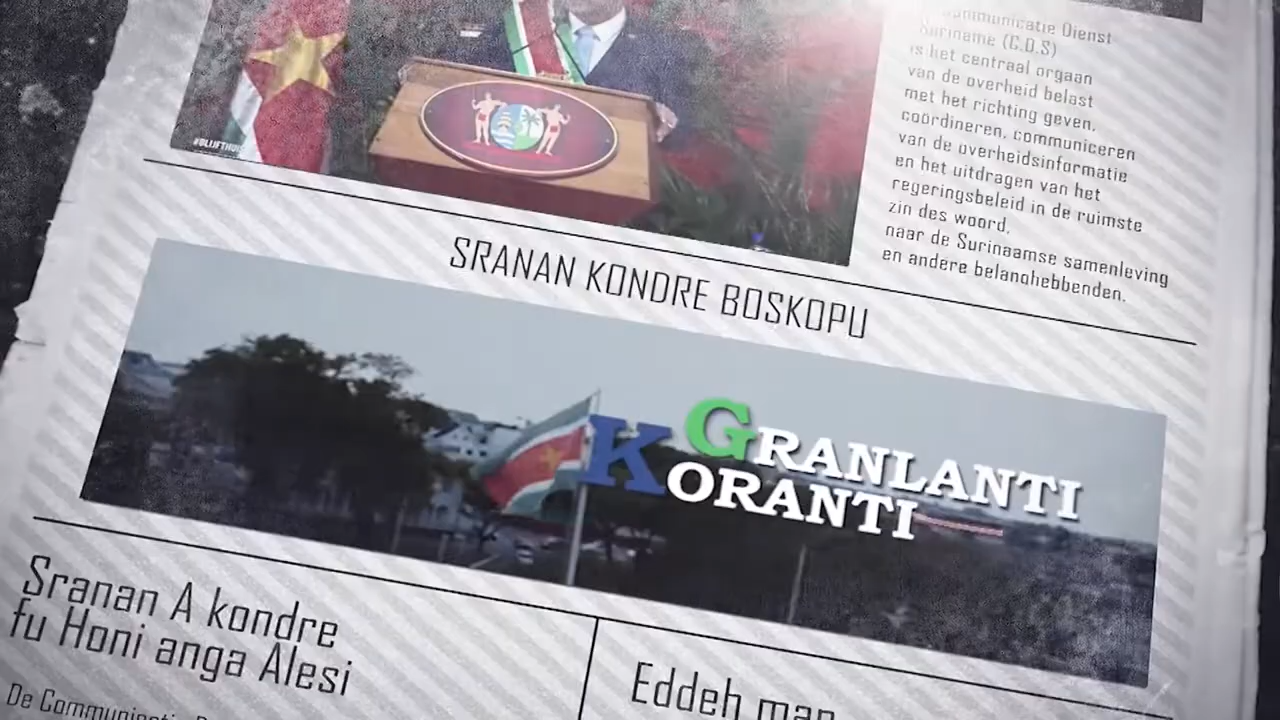 Communicatie Dienst
Suriname (C.D.S)
is het centraal orgaan
van de overheid belast
met het richting geven,
coördineren, communiceren
van de overheidsinformatie
en het uitdragen van het
regeringsbeleid in de ruimste
zin des woord,
naar de Surinaamse samenleving
en andere belanghebbenden.
SRANAN KONDRE BOSKOPU
GRANLANTI
KORANTI
Sranan A kondre
fu Honi anga Alesi
De Communicatie
Eddeh man